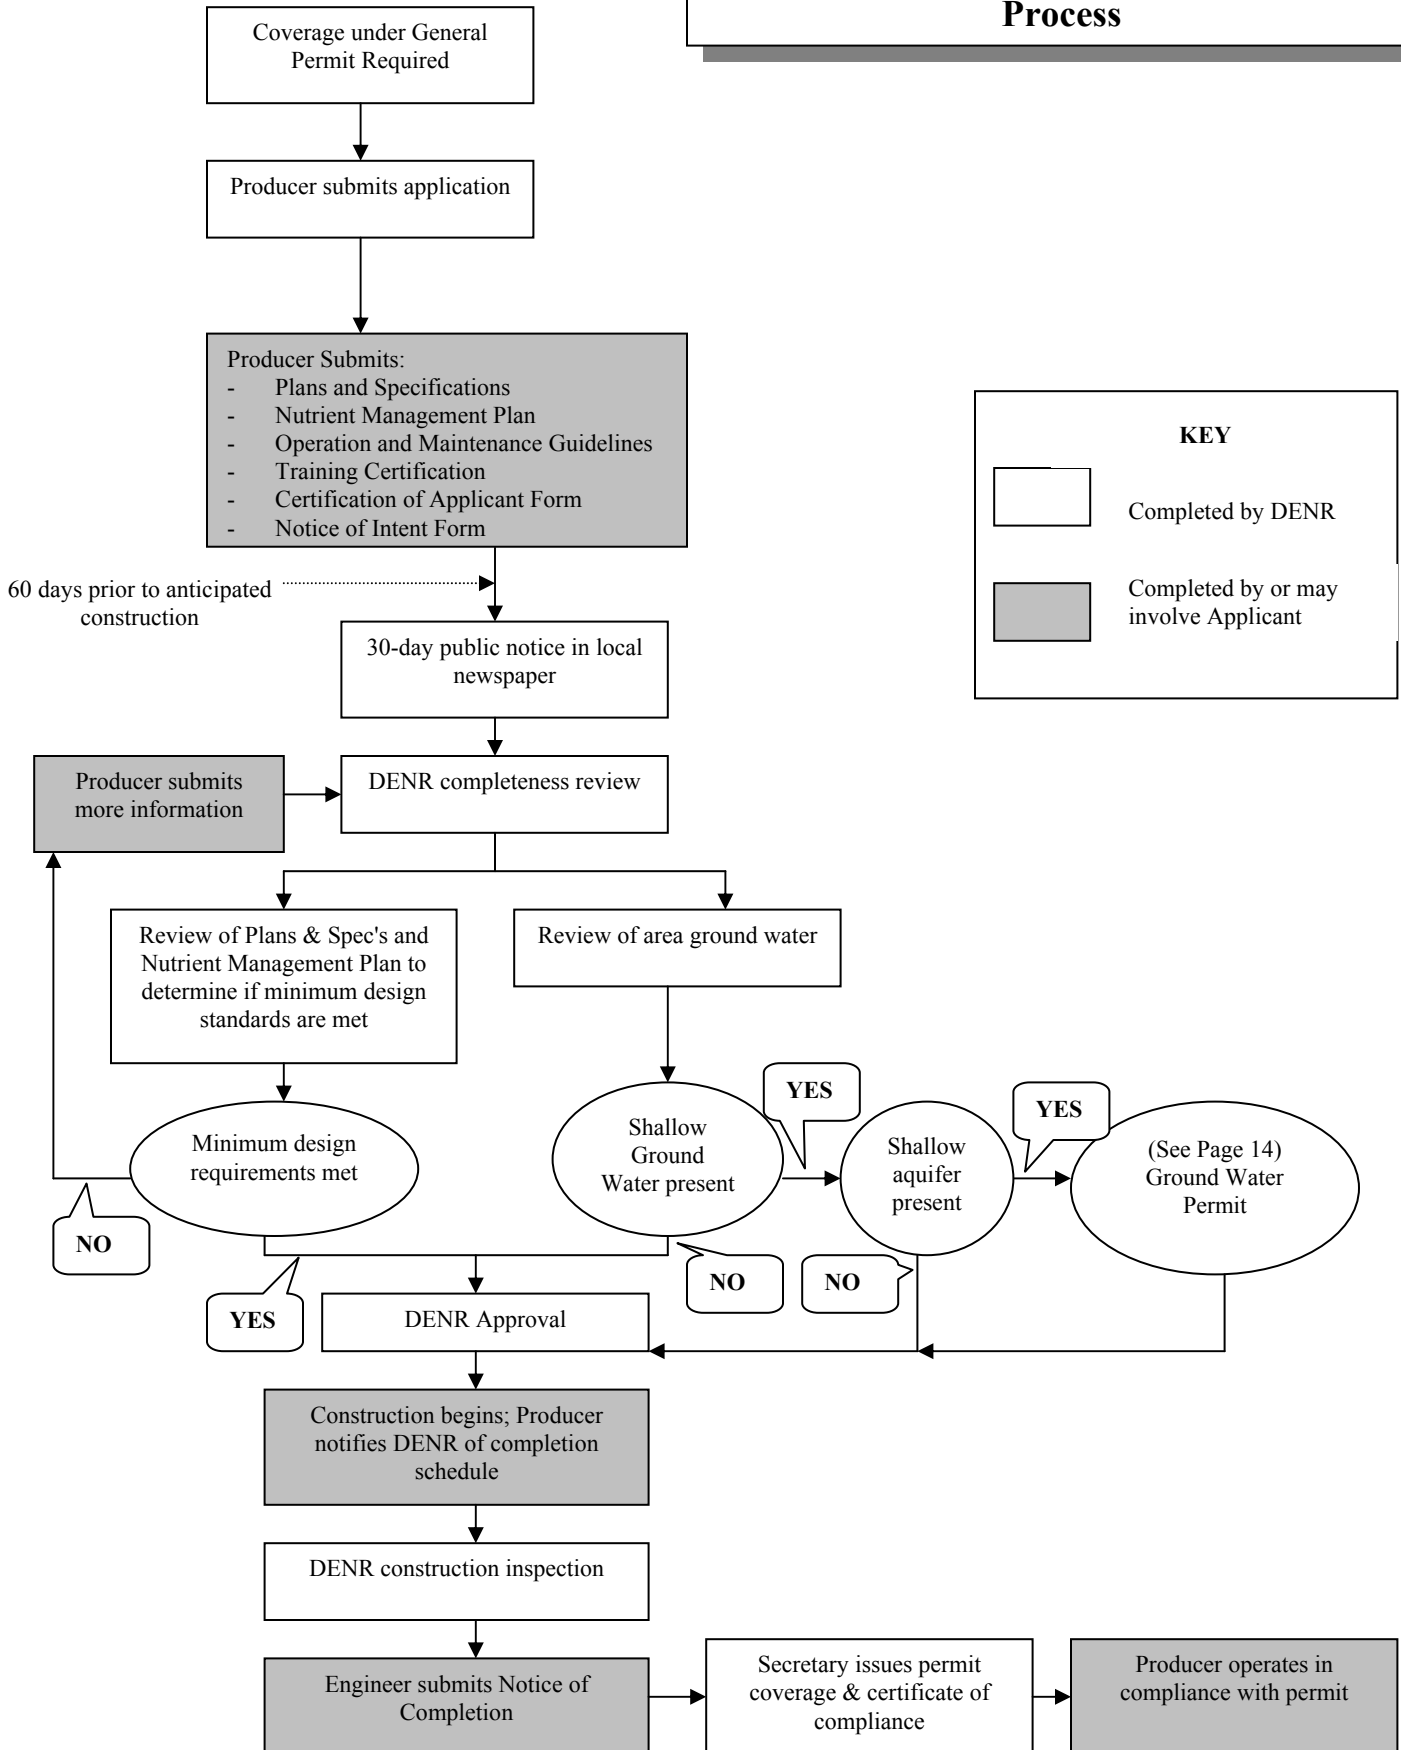 Process
Coverage under General
Permit Required
Producer submits application
Producer Submits:
- Plans and Specifications
- Nutrient Management Plan
- Operation and Maintenance Guidelines
- Training Certification
- Certification of Applicant Form
- Notice of Intent Form
KEY
Completed by DENR
Completed by or may
involve Applicant
60 days prior to anticipated
construction
30-day public notice in local
newspaper
Producer submits
more information
DENR completeness review
Review of Plans & Spec's and
Nutrient Management Plan to
determine if minimum design
standards are met
Review of area ground water
Minimum design
requirements met
Shallow
Ground
Water present
YES
Shallow
aquifer
present
YES
(See Page 14)
Ground Water
Permit
NO
YES
NO
NO
DENR Approval
Construction begins; Producer
notifies DENR of completion
schedule
DENR construction inspection
Engineer submits Notice of
Completion
Secretary issues permit
coverage & certificate of
compliance
Producer operates in
compliance with permit